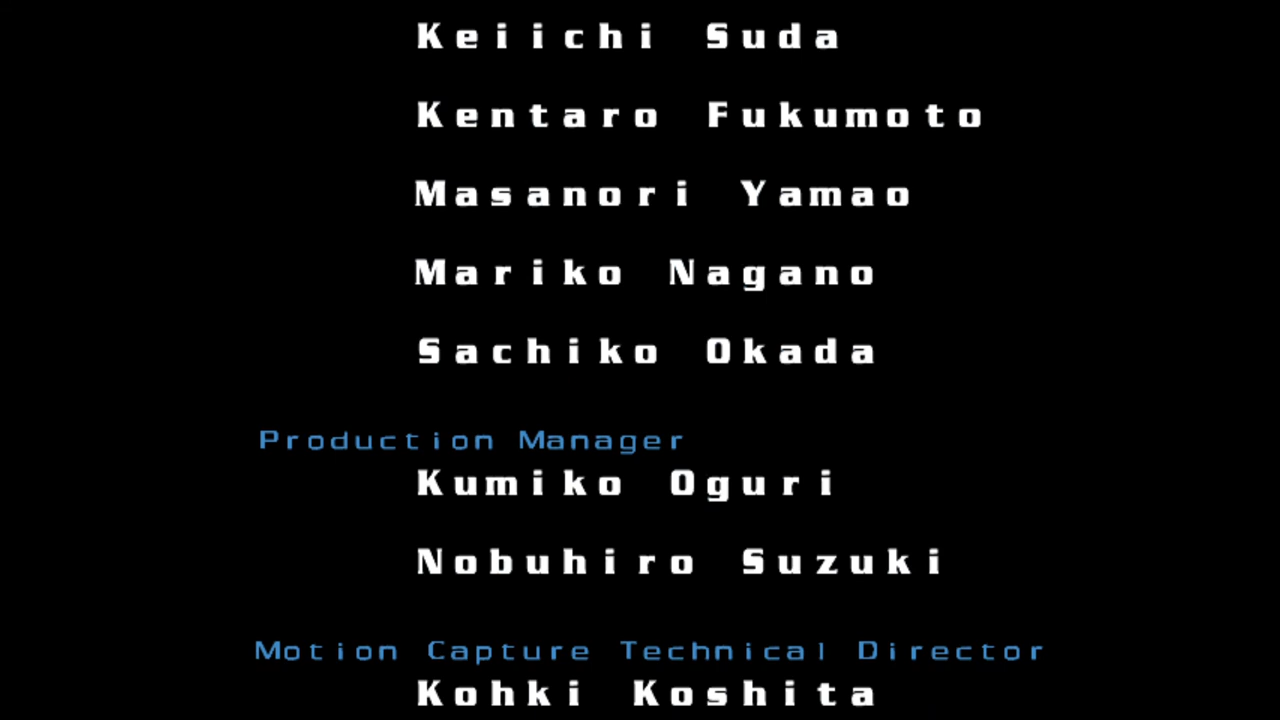 Keiichi Suda
Kentaro Fukumoto
Masanori Yamao
Mariko Nagano
Sachiko Okada
Production Manager
Kumiko Oguri
Nobuhiro Suzuki
Motion Capture Technical Director
Kohki Koshita